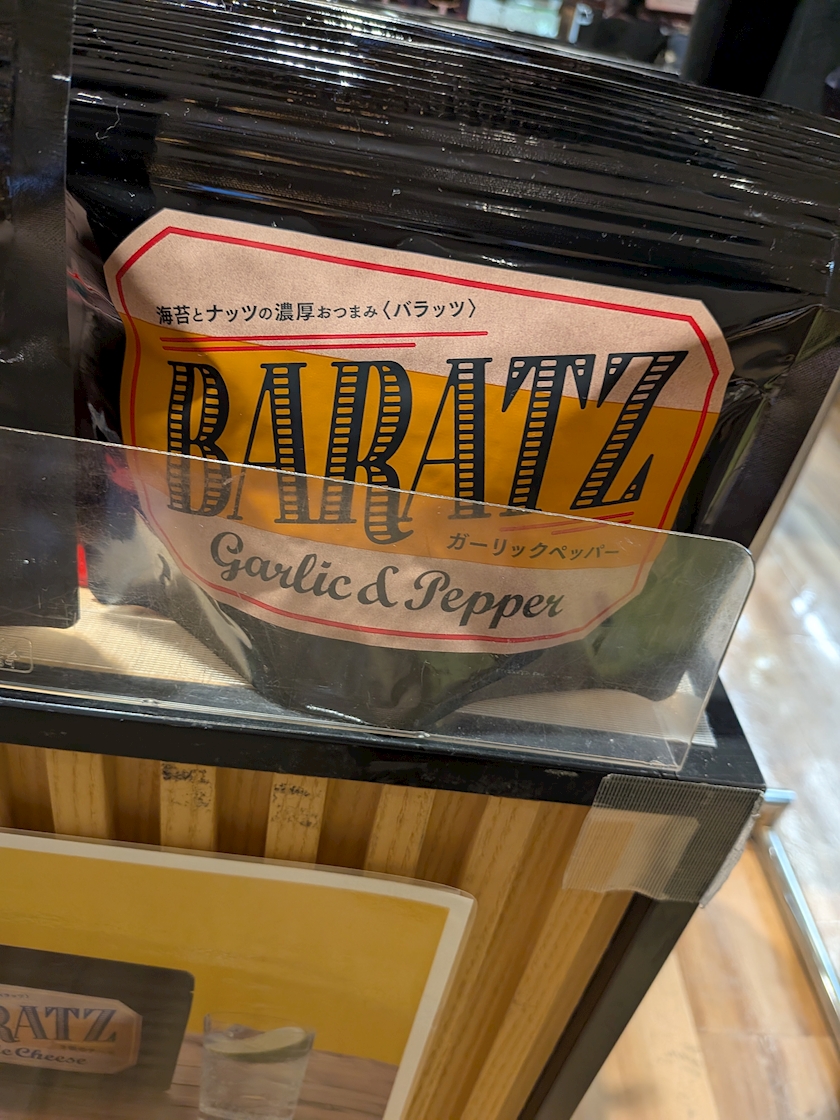 海苔とナッツの濃厚おつまみ〈バラッツ〉
BARATZ
ガーリックペッパー
Garlic & Pepper
RATZ
Cheese